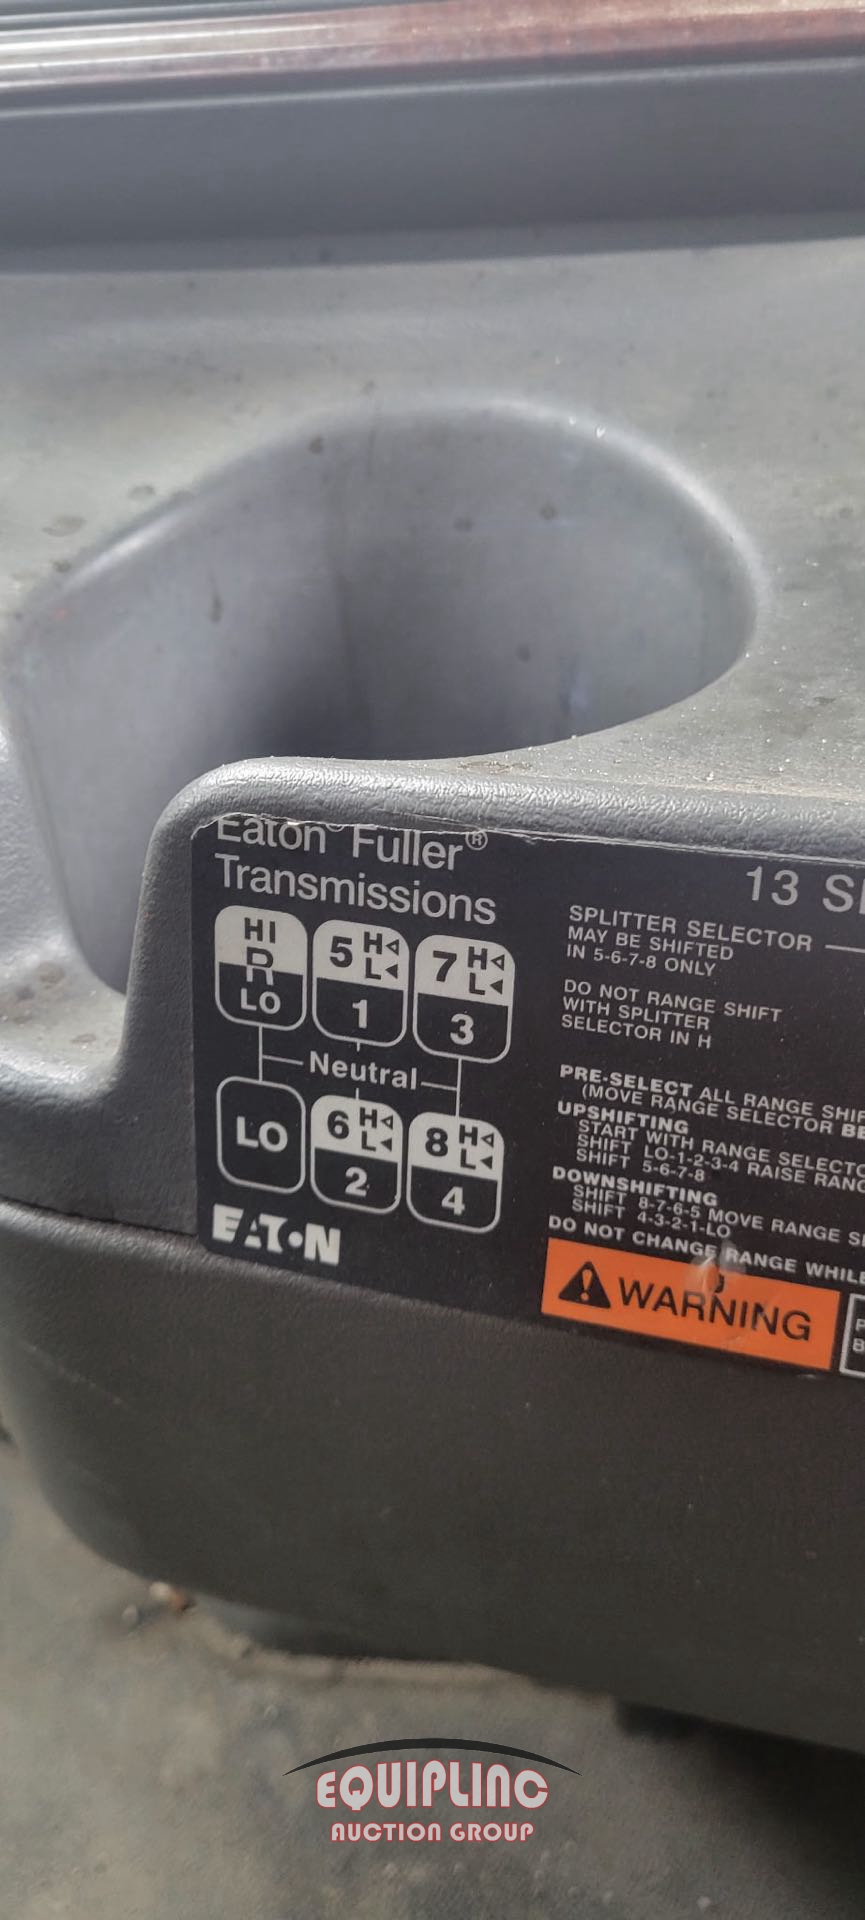 Eaton® Fuller®
Transmissions
HI
R
LO
5 H L
1
7 H L
3
Neutral
LO
6 H L
2
8 H L
4
EATON
13
SPLITTER SELECTOR
MAY BE SHIFTED
IN 5-6-7-8 ONLY
DO NOT RANGE SHIFT
WITH SPLITTER
SELECTOR IN H
PRE-SELECT ALL RANGE
(MOVE RANGE SELECTOR
UPSHIFTING
START WITH RANGE
SHIFT LO-1-2-3-4 RAISE
SHIFT 5-6-7-8
DOWNSHIFTING
SHIFT 8-7-6-5 MOVE RANGE
SHIFT 4-3-2-1-LO
DO NOT CHANGE RANGE WHILE
WARNING
EQUIPLINC
AUCTION GROUP